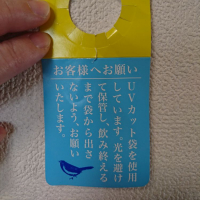 お客様へお願い
UVカット袋を使用
しています。光を避け
て保管し、飲み終える
まで袋から出さ
ないよう、お願い
いたします。